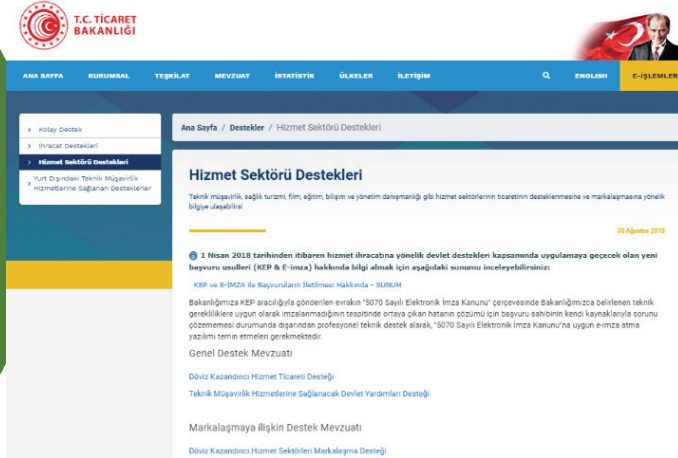 T.C. TİCARET
BAKANLIĞI
ANA SAYFA KURUMSAL TEŞKİLAT MEVZUAT İSTATİSTİK ÜLKELER İLETİŞİM ENGLISH E-İŞLEMLER
> Kolay Destek
> İhracat Destekleri
> Hizmet Sektörü Destekleri
> Yurt Dışındaki Teknik Müşavirlik
Hizmetlerine Sağlanan Destekler
Ana Sayfa / Destekler / Hizmet Sektörü Destekleri
Hizmet Sektörü Destekleri
Teknik müşavirlik, sağlık turizmi, film, eğitim, bilişim ve yönetim danışmanlığı gibi hizmet sektörlerinin ticaretinin desteklenmesine ve markalaşmasına yönelik
bilgiye ulaşabilirsi
30 Ağustos 2018
1 Nisan 2018 tarihinden itibaren hizmet ihracatına yönelik devlet destekleri kapsamında uygulamaya geçecek olan yeni
başvuru usulleri (KEP & E-imza) hakkında bilgi almak için aşağıdaki sunumu inceleyebilirsiniz:
KEP ve E-İMZA ile Başvuruların İletilmesi Hakkında - SUNUM
Bakanlığımıza KEP aracılığıyla gönderilen evrakın "5070 Sayılı Elektronik İmza Kanunu" çerçevesinde Bakanlığımızca belirlenen teknik
gerekliliklere uygun olarak imzalanmadığının tespitinde ortaya çıkan hatanın çözümü için başvuru sahibinin kendi kaynaklarıyla sorunu
çözememesi durumunda dışarıdan profesyonel teknik destek alarak, "5070 Sayılı Elektronik İmza Kanunu"na uygun e-imza atma
yazılımı temin etmeleri gerekmektedir.
Genel Destek Mevzuatı
Döviz Kazandırıcı Hizmet Ticareti Desteği
Teknik Müşavirlik Hizmetlerine Sağlanacak Devlet Yardımları Desteği
Markalaşmaya İlişkin Destek Mevzuatı
Döviz Kazandırıcı Hizmet Sektörleri Markalaşma Desteği